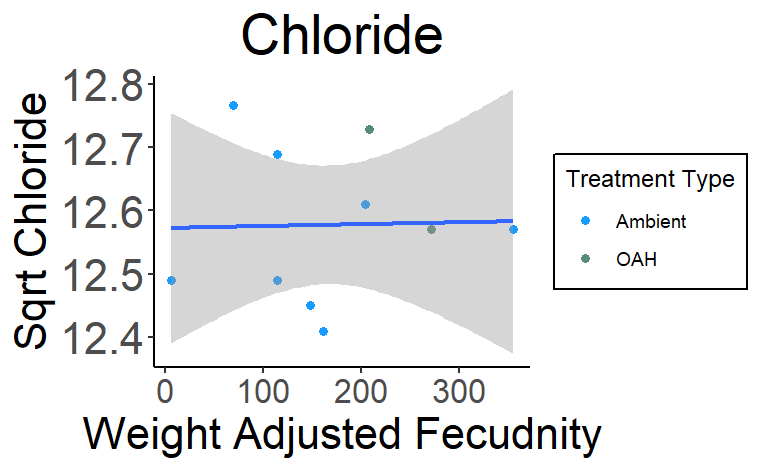 Chloride
Sqrt Chloride
12.8
12.7
12.6
12.5
12.4
0 100 200 300
Weight Adjusted Fecudnity
Treatment Type
Ambient
OAH